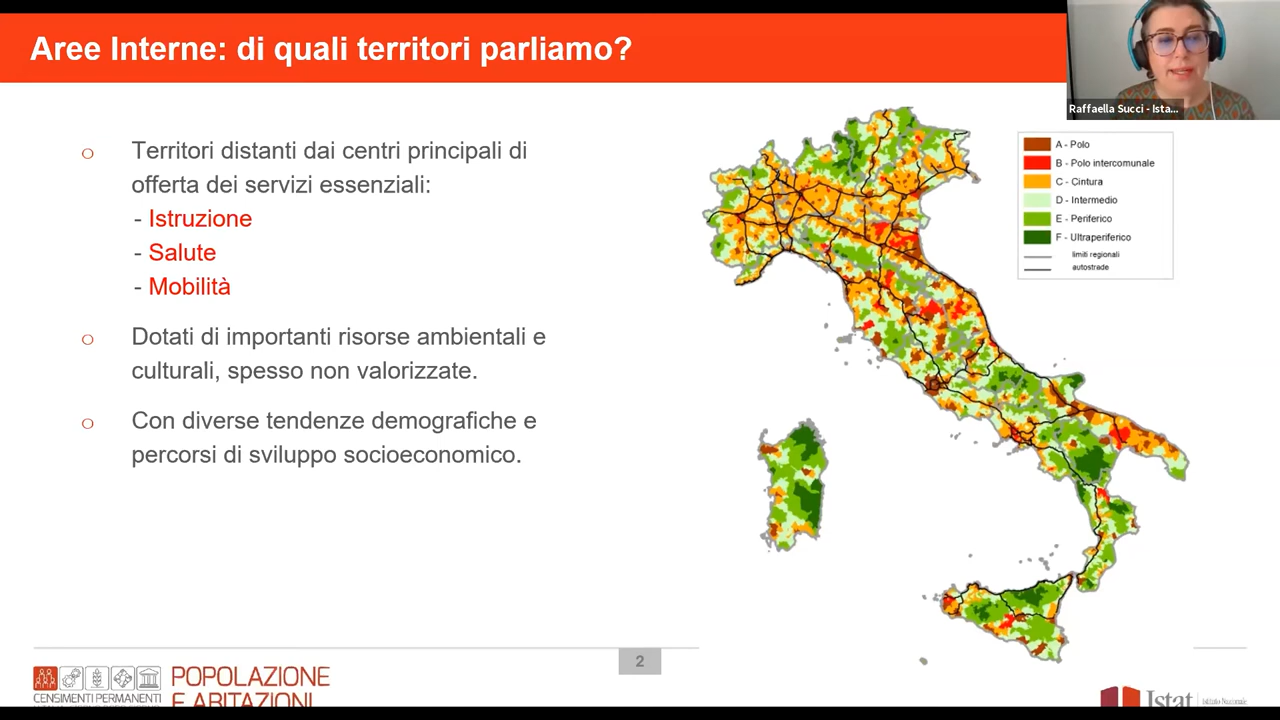 Aree Interne: di quali territori parliamo?
Raffaella Succi - Ista...
Territori distanti dai centri principali di
offerta dei servizi essenziali:
- Istruzione
- Salute
- Mobilità
Dotati di importanti risorse ambientali e
culturali, spesso non valorizzate.
Con diverse tendenze demografiche e
percorsi di sviluppo socioeconomico.
A - Polo
B - Polo intercomunale
C - Cintura
D - Intermedio
E - Periferico
F - Ultraperiferico
limiti regionali
autostrade
2
CENSIMENTI PERMANENTI
POPOLAZIONE
E ABITAZIONI
Istat